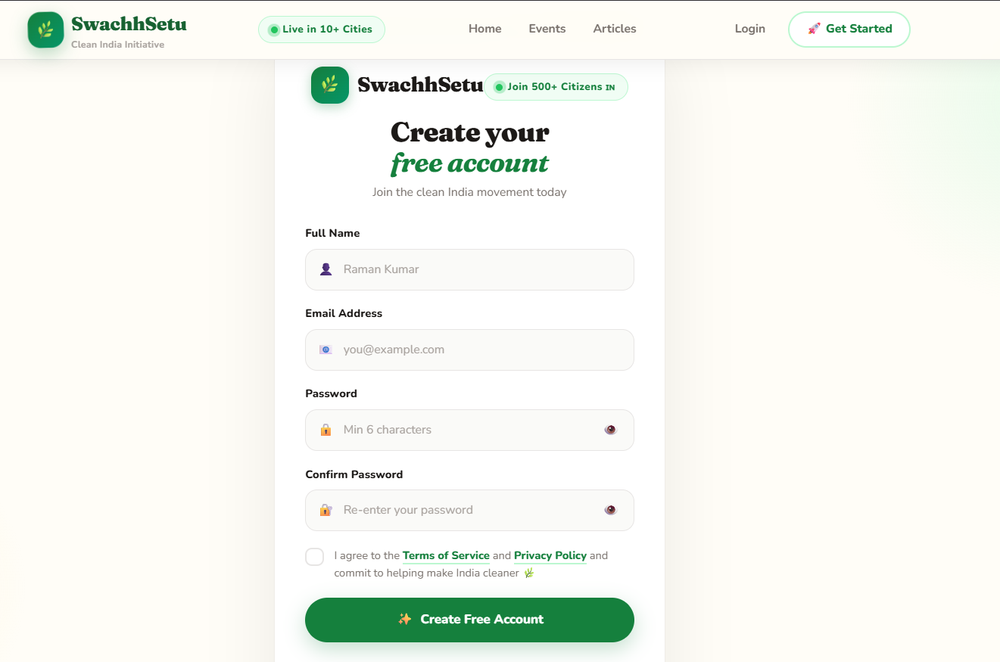 SwachhSetu
Clean India Initiative
Live in 10+ Cities
Home
Events
Articles
Login
Get Started
SwachhSetu
Join 500+ Citizens IN
Create your
free account
Join the clean India movement today
Full Name
Raman Kumar
Email Address
you@example.com
Password
Min 6 characters
Confirm Password
Re-enter your password
I agree to the Terms of Service and Privacy Policy and
commit to helping make India cleaner
Create Free Account